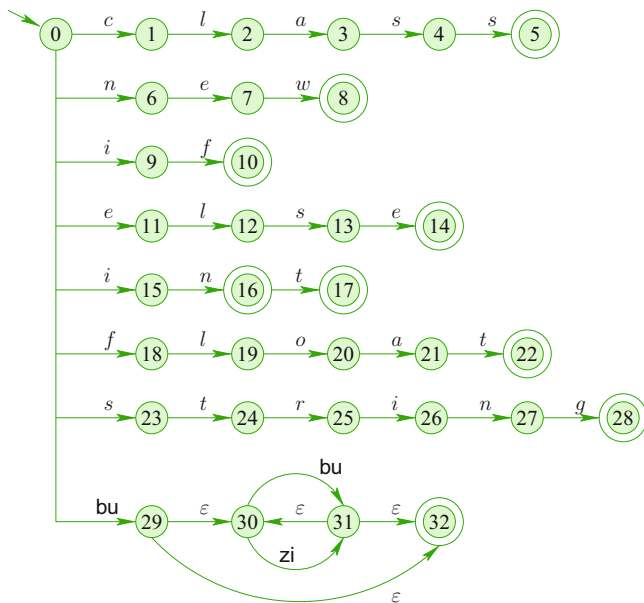 c l a s s
0 1 2 3 4 5
n e w
6 7 8
i f
9 10
e l s e
11 12 13 14
i n t
15 16 17
f l o a t
18 19 20 21 22
s t r i n g
23 24 25 26 27 28
bu
bu ε ε ε
29 30 31 32
zi
ε